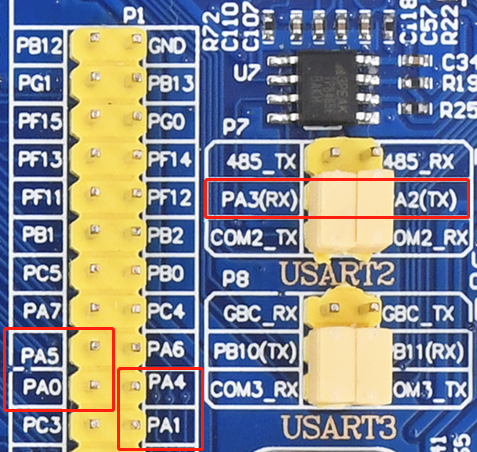 P1
PB12 GND
PG1 PB13
PF15 PG0
PF13 PF14
PF11 PF12
PB1 PB2
PC5 PB0
PA7 PC4
PA5 PA6
PA0 PA4
PC3 PA1
R72
C110
C107
C118
C57
R22
U7
C34
R19
R25
P7
485_TX 485_RX
PA3(RX) A2(TX)
COM2_TX OM2_RX
USART2
P8
GBC_RX GBC_TX
PB10(TX) B11(RX)
COM3_RX OM3_TX
USART3